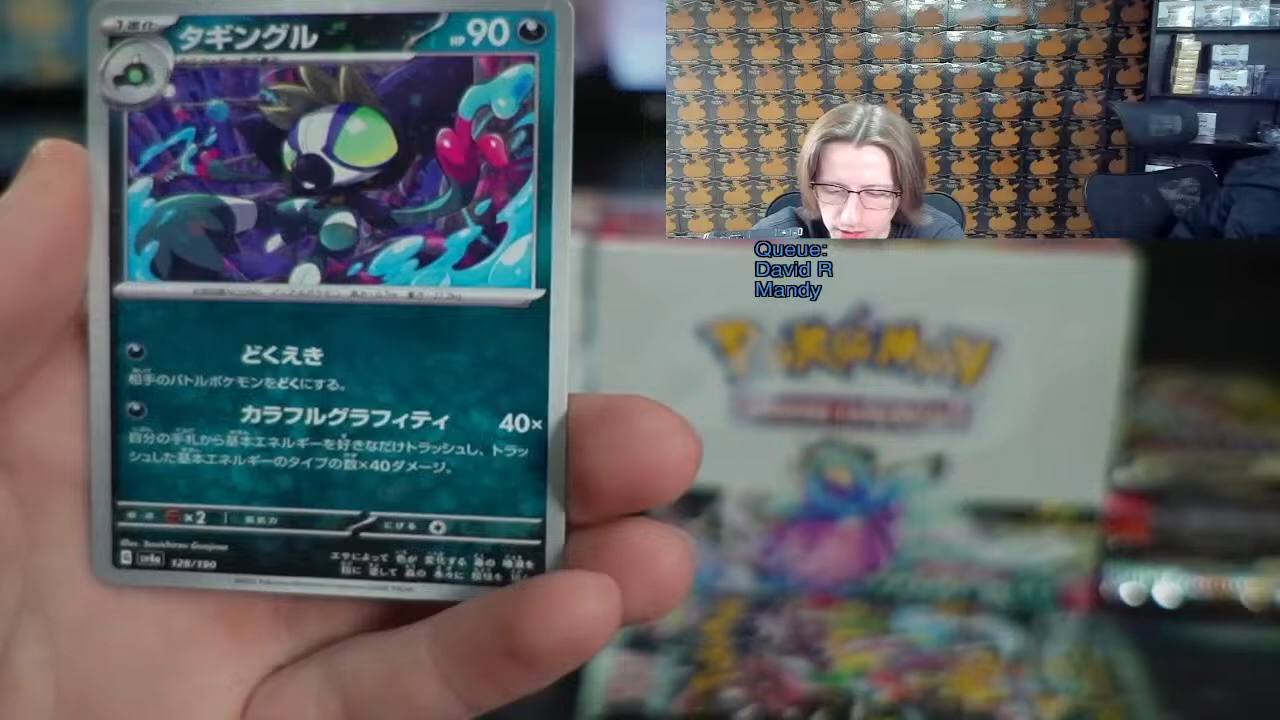 1進化
タギングル
HP 90
どくえき
相手のバトルポケモンをどくにする。
カラフルグラフィティ 40×
自分の手札から基本エネルギーを好きなだけトラッシュし、トラッ
シュした基本エネルギーのタイプの数×40ダメージ。
×2
にげる
128/190
Queue:
David R
Mandy
POKÉMON